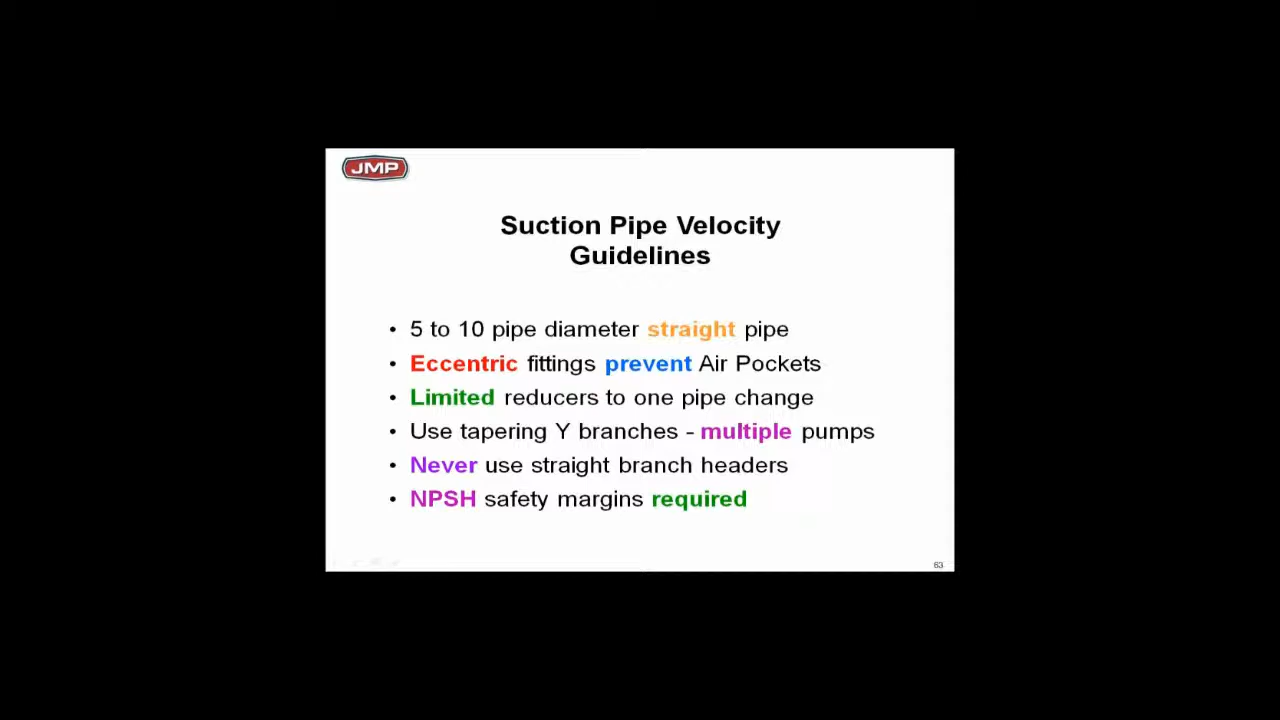 JMP
Suction Pipe Velocity
Guidelines
• 5 to 10 pipe diameter straight pipe
• Eccentric fittings prevent Air Pockets
• Limited reducers to one pipe change
• Use tapering Y branches - multiple pumps
• Never use straight branch headers
• NPSH safety margins required
63